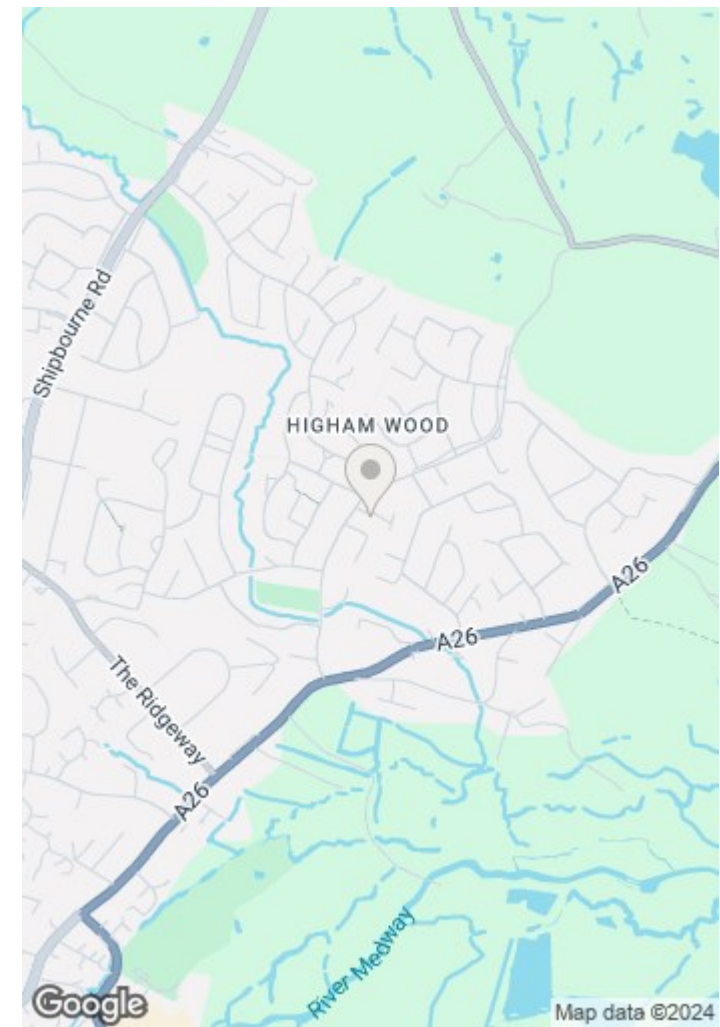 Shipbourne Rd
HIGHAM WOOD
A26
A26
The Ridgeway
A26
River Medway
Google
Map data ©2024